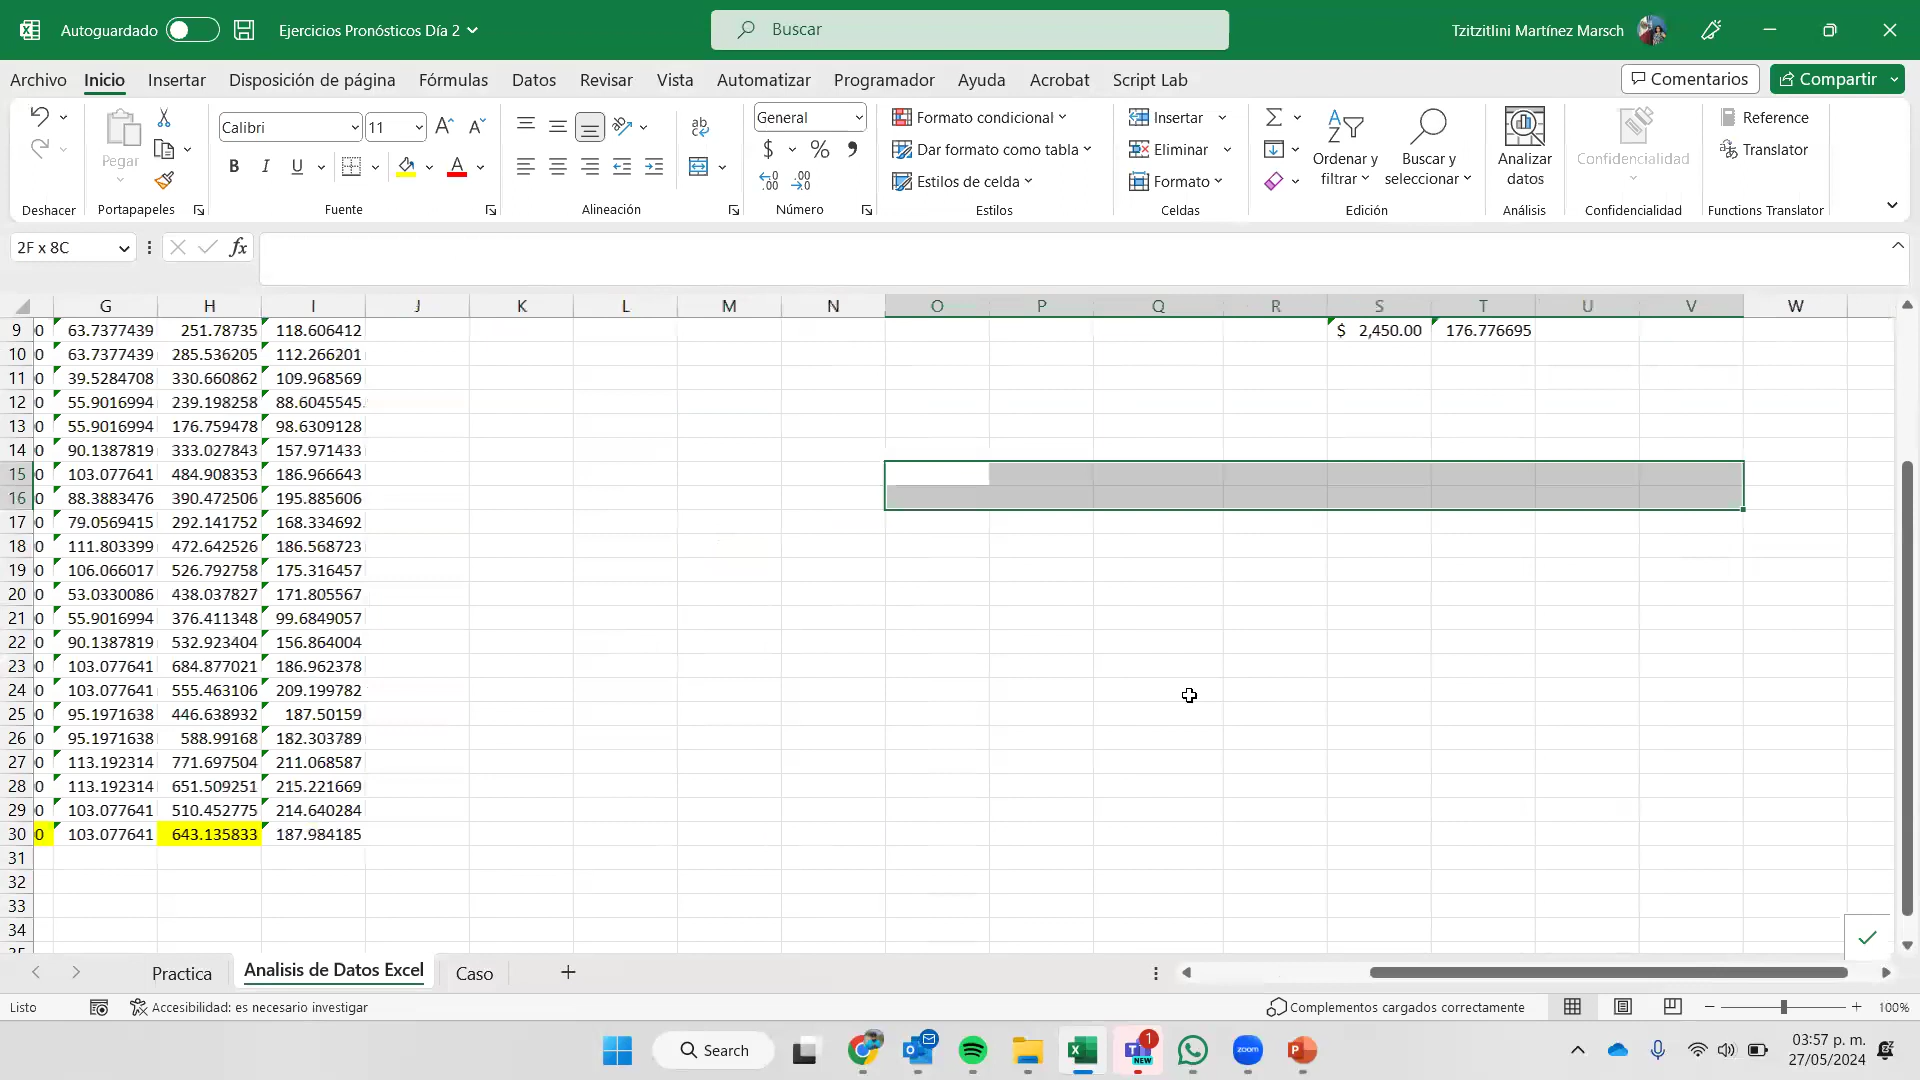 Autoguardado Ejercicios Pronósticos Día 2 Buscar Tzitzitlini Martínez Marsch
Archivo Inicio Insertar Disposición de página Fórmulas Datos Revisar Vista Automatizar Programador Ayuda Acrobat Script Lab Comentarios Compartir
Calibri 11 General Formato condicional Insertar Reference
Pegar Dar formato como tabla Eliminar Ordenar y filtrar Buscar y seleccionar Analizar datos Confidencialidad Translator
N K S $ % Estilos de celda Formato
Deshacer Portapapeles Fuente Alineación Número Estilos Celdas Edición Análisis Confidencialidad Functions Translator
2F x 8C fx
G H I J K L M N O P Q R S T U V W
9 0 63.7377439 251.78735 118.606412 $ 2,450.00 176.776695
10 0 63.7377439 285.536205 112.266201
11 0 39.5284708 330.660862 109.968569
12 0 55.9016994 239.198258 88.6045545
13 0 55.9016994 176.759478 98.6309128
14 0 90.1387819 333.027843 157.971433
15 0 103.077641 484.908353 186.966643
16 0 88.3883476 390.472506 195.885606
17 0 79.0569415 292.141752 168.334692
18 0 111.803399 472.642526 186.568723
19 0 106.066017 526.792758 175.316457
20 0 53.0330086 438.037827 171.805567
21 0 55.9016994 376.411348 99.6849057
22 0 90.1387819 532.923404 156.864004
23 0 103.077641 684.877021 186.962378
24 0 103.077641 555.463106 209.199782
25 0 95.1971638 446.638932 187.50159
26 0 95.1971638 588.99168 182.303789
27 0 113.192314 771.697504 211.068587
28 0 113.192314 651.509251 215.221669
29 0 103.077641 510.452775 214.640284
30 0 103.077641 643.135833 187.984185
31
32
33
34
35
Practica Analisis de Datos Excel Caso
Listo Accesibilidad: es necesario investigar Complementos cargados correctamente 100%
Search 1 NEW zoom 03:57 p. m.
27/05/2024